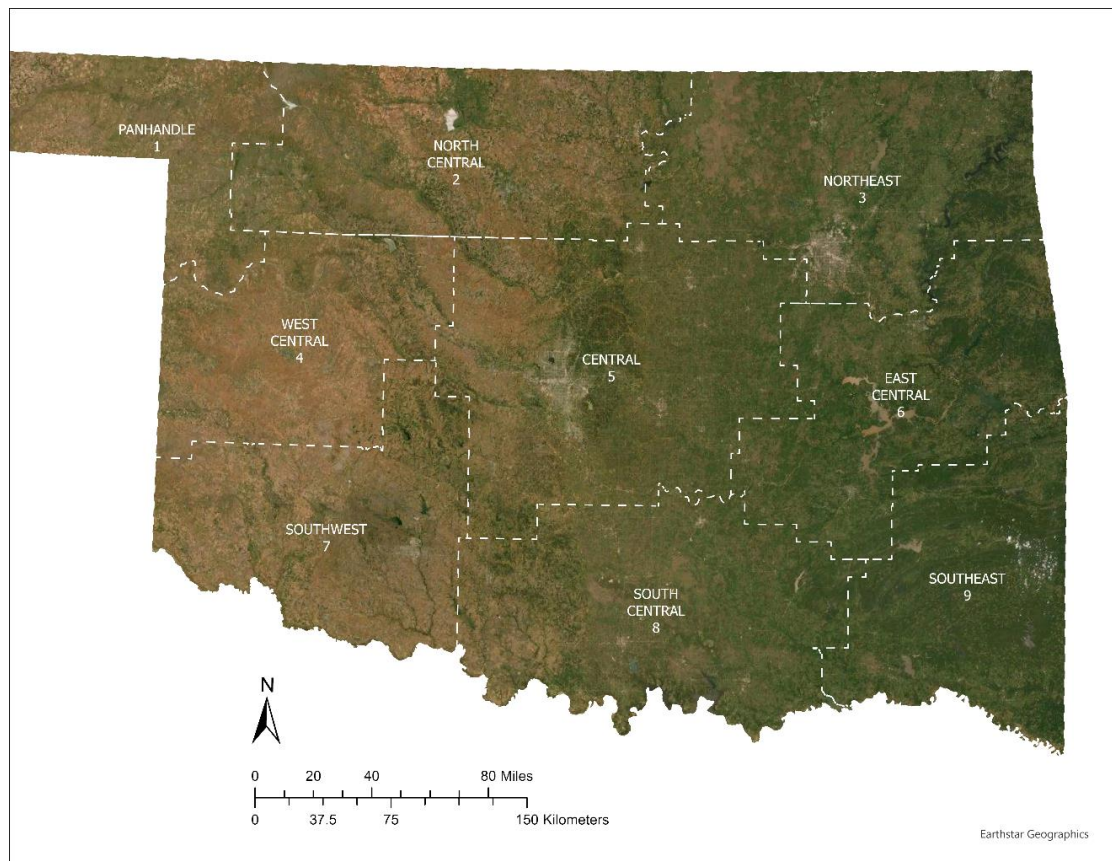 PANHANDLE
1
NORTH
CENTRAL
2
NORTHEAST
3
WEST
CENTRAL
4
CENTRAL
5
EAST
CENTRAL
6
SOUTHWEST
7
SOUTH
CENTRAL
8
SOUTHEAST
9
N
0 20 40 80 Miles
0 37.5 75 150 Kilometers
Earthstar Geographics